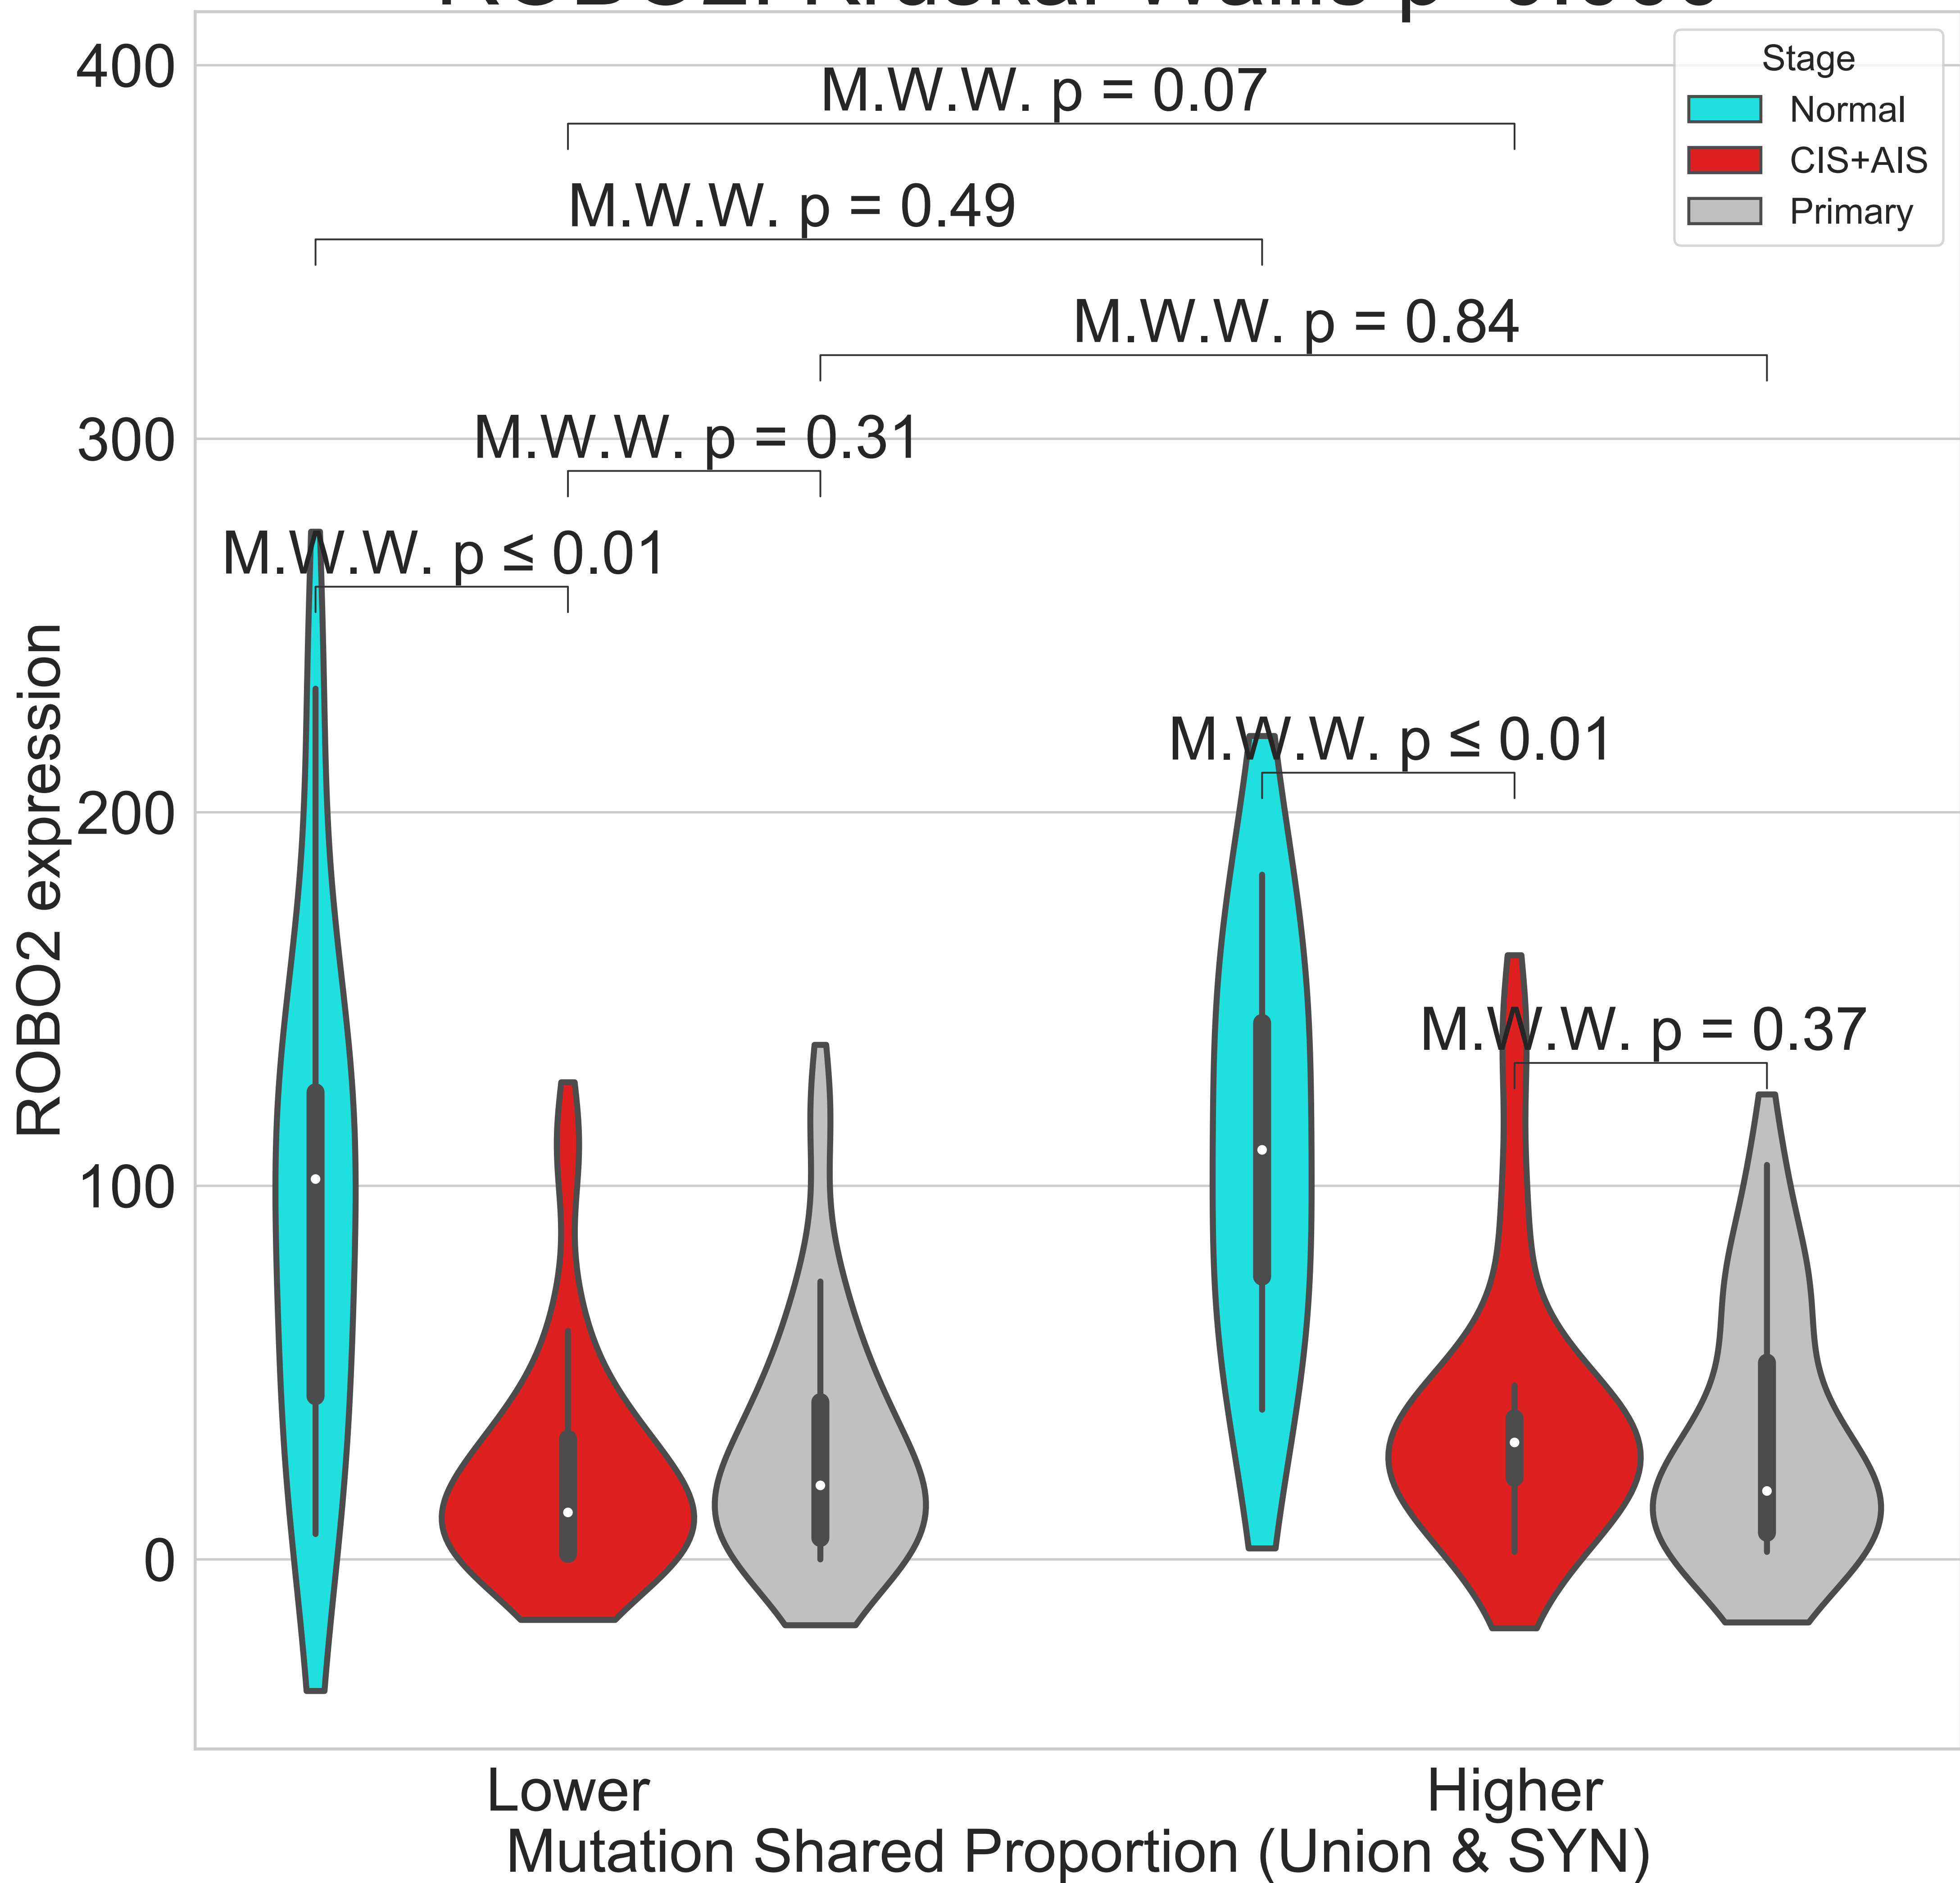 400
M.W.W. p = 0.07
Stage
Normal
CIS+AIS
Primary
M.W.W. p = 0.49
M.W.W. p = 0.84
300
M.W.W. p = 0.31
M.W.W. p ≤ 0.01
M.W.W. p ≤ 0.01
200
M.W.W. p = 0.37
100
0
ROBO2 expression
Lower
Higher
Mutation Shared Proportion (Union & SYN)